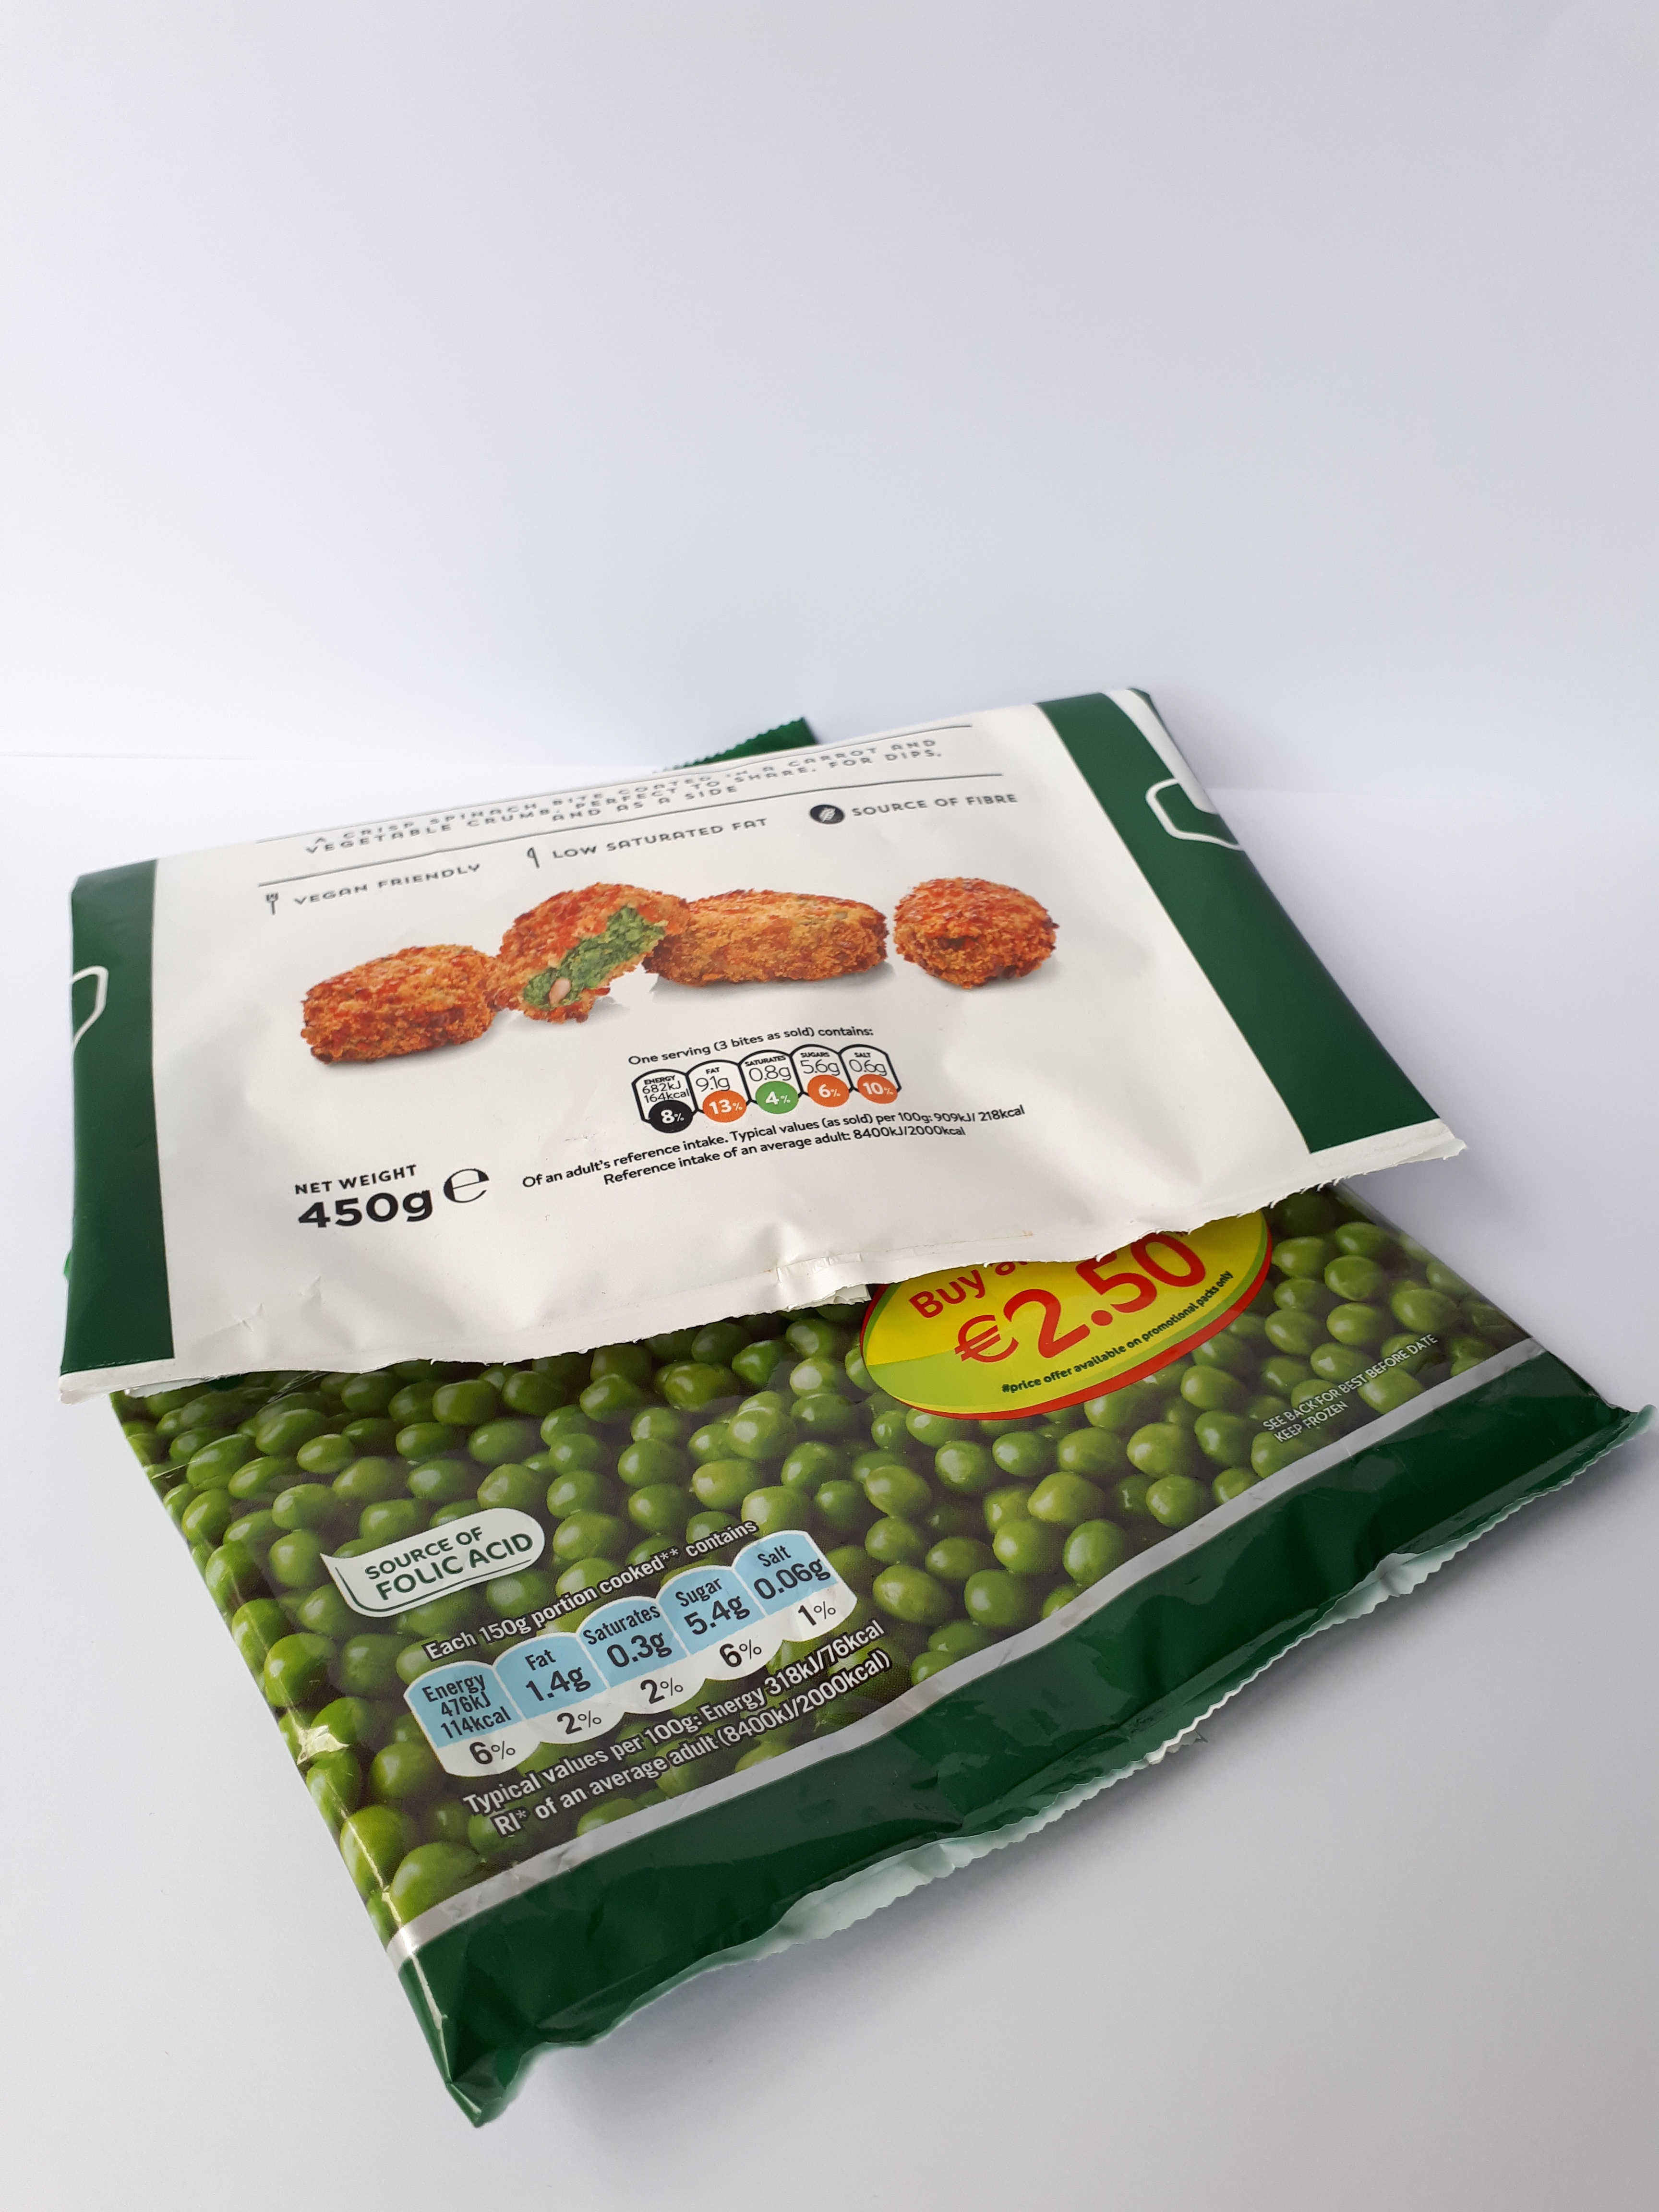 A CRISP SPINACH BITE COATED IN A CARROT AND
VEGETABLE CRUMB. PERFECT TO SHARE, FOR DIPS,
AND AS A SIDE
VEGAN FRIENDLY
LOW SATURATED FAT
SOURCE OF FIBRE
One serving (3 bites as sold) contains:
ENERGY FAT SATURATES SUGARS SALT
682kJ 9.1g 0.8g 5.6g 0.6g
164kcal
8% 13% 4% 6% 10%
Of an adult's reference intake. Typical values (as sold) per 100g: 909kJ/ 218kcal
Reference intake of an average adult: 8400kJ/2000kcal
NET WEIGHT
450g e
Buy
€2.50
#price offer available on promotional packs only
SEE BACK FOR BEST BEFORE DATE
KEEP FROZEN
SOURCE OF
FOLIC ACID
Each 150g portion cooked** contains
Energy Fat Saturates Sugar Salt
476kJ 1.4g 0.3g 5.4g 0.06g
114kcal
6% 2% 2% 6% 1%
Typical values per 100g: Energy 318kJ/76kcal
RI* of an average adult (8400kJ/2000kcal)